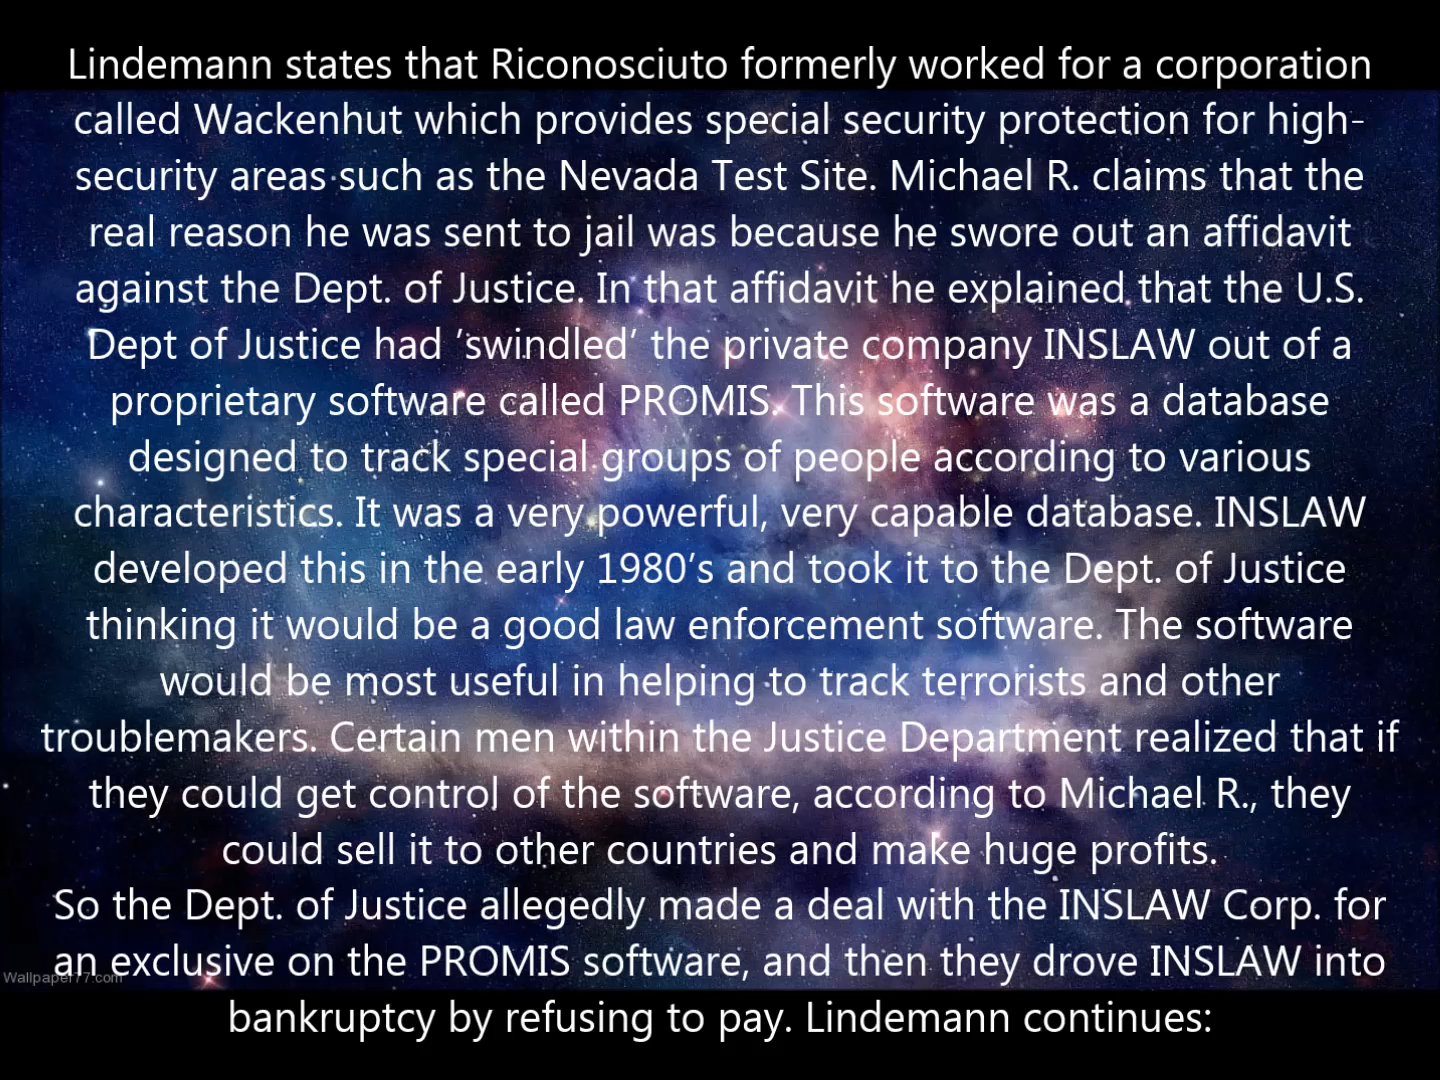 Lindemann states that Riconosciuto formerly worked for a corporation
called Wackenhut which provides special security protection for high-
security areas such as the Nevada Test Site. Michael R. claims that the
real reason he was sent to jail was because he swore out an affidavit
against the Dept. of Justice. In that affidavit he explained that the U.S.
Dept of Justice had ‘swindled’ the private company INSLAW out of a
proprietary software called PROMIS. This software was a database
designed to track special groups of people according to various
characteristics. It was a very powerful, very capable database. INSLAW
developed this in the early 1980’s and took it to the Dept. of Justice
thinking it would be a good law enforcement software. The software
would be most useful in helping to track terrorists and other
troublemakers. Certain men within the Justice Department realized that if
they could get control of the software, according to Michael R., they
could sell it to other countries and make huge profits.
So the Dept. of Justice allegedly made a deal with the INSLAW Corp. for
an exclusive on the PROMIS software, and then they drove INSLAW into
bankruptcy by refusing to pay. Lindemann continues:
Wallpaper77.com